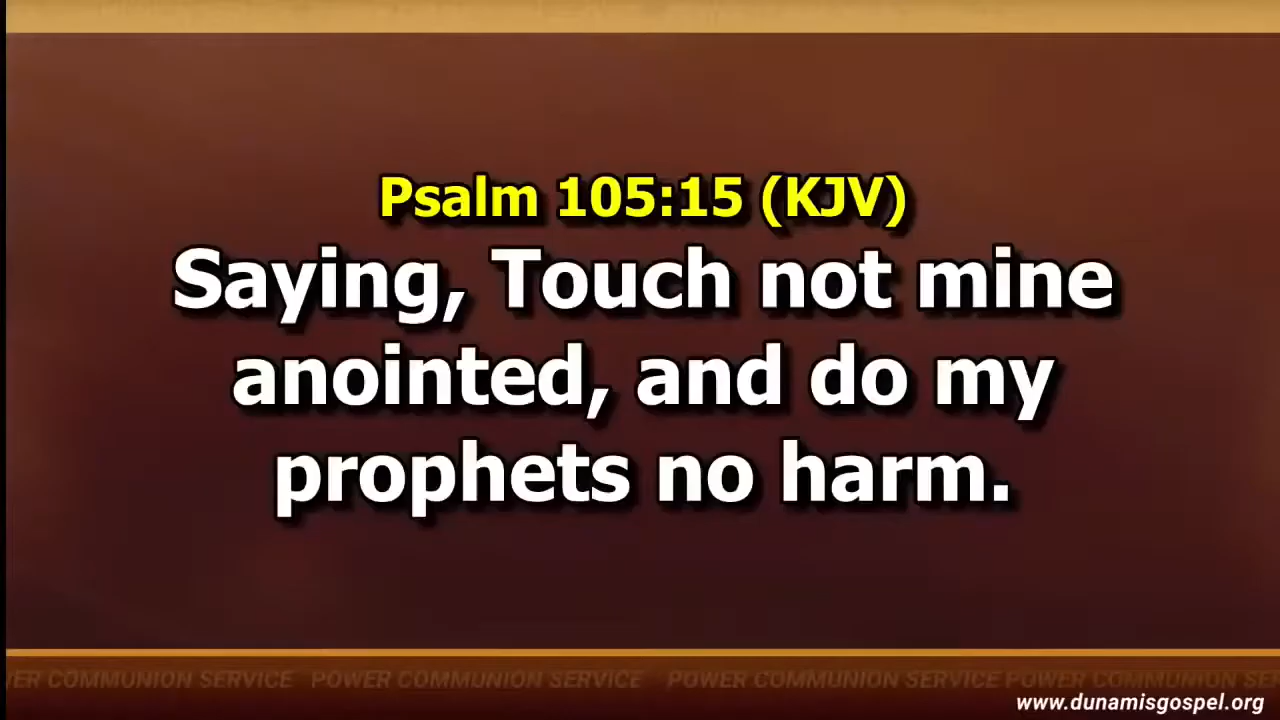 Psalm 105:15 (KJV)
Saying, Touch not mine
anointed, and do my
prophets no harm.
ER COMMUNION SERVICE POWER COMMUNION SERVICE POWER COMMUNION SERVICE POWER COMMUNION SE
www.dunamisgospel.org